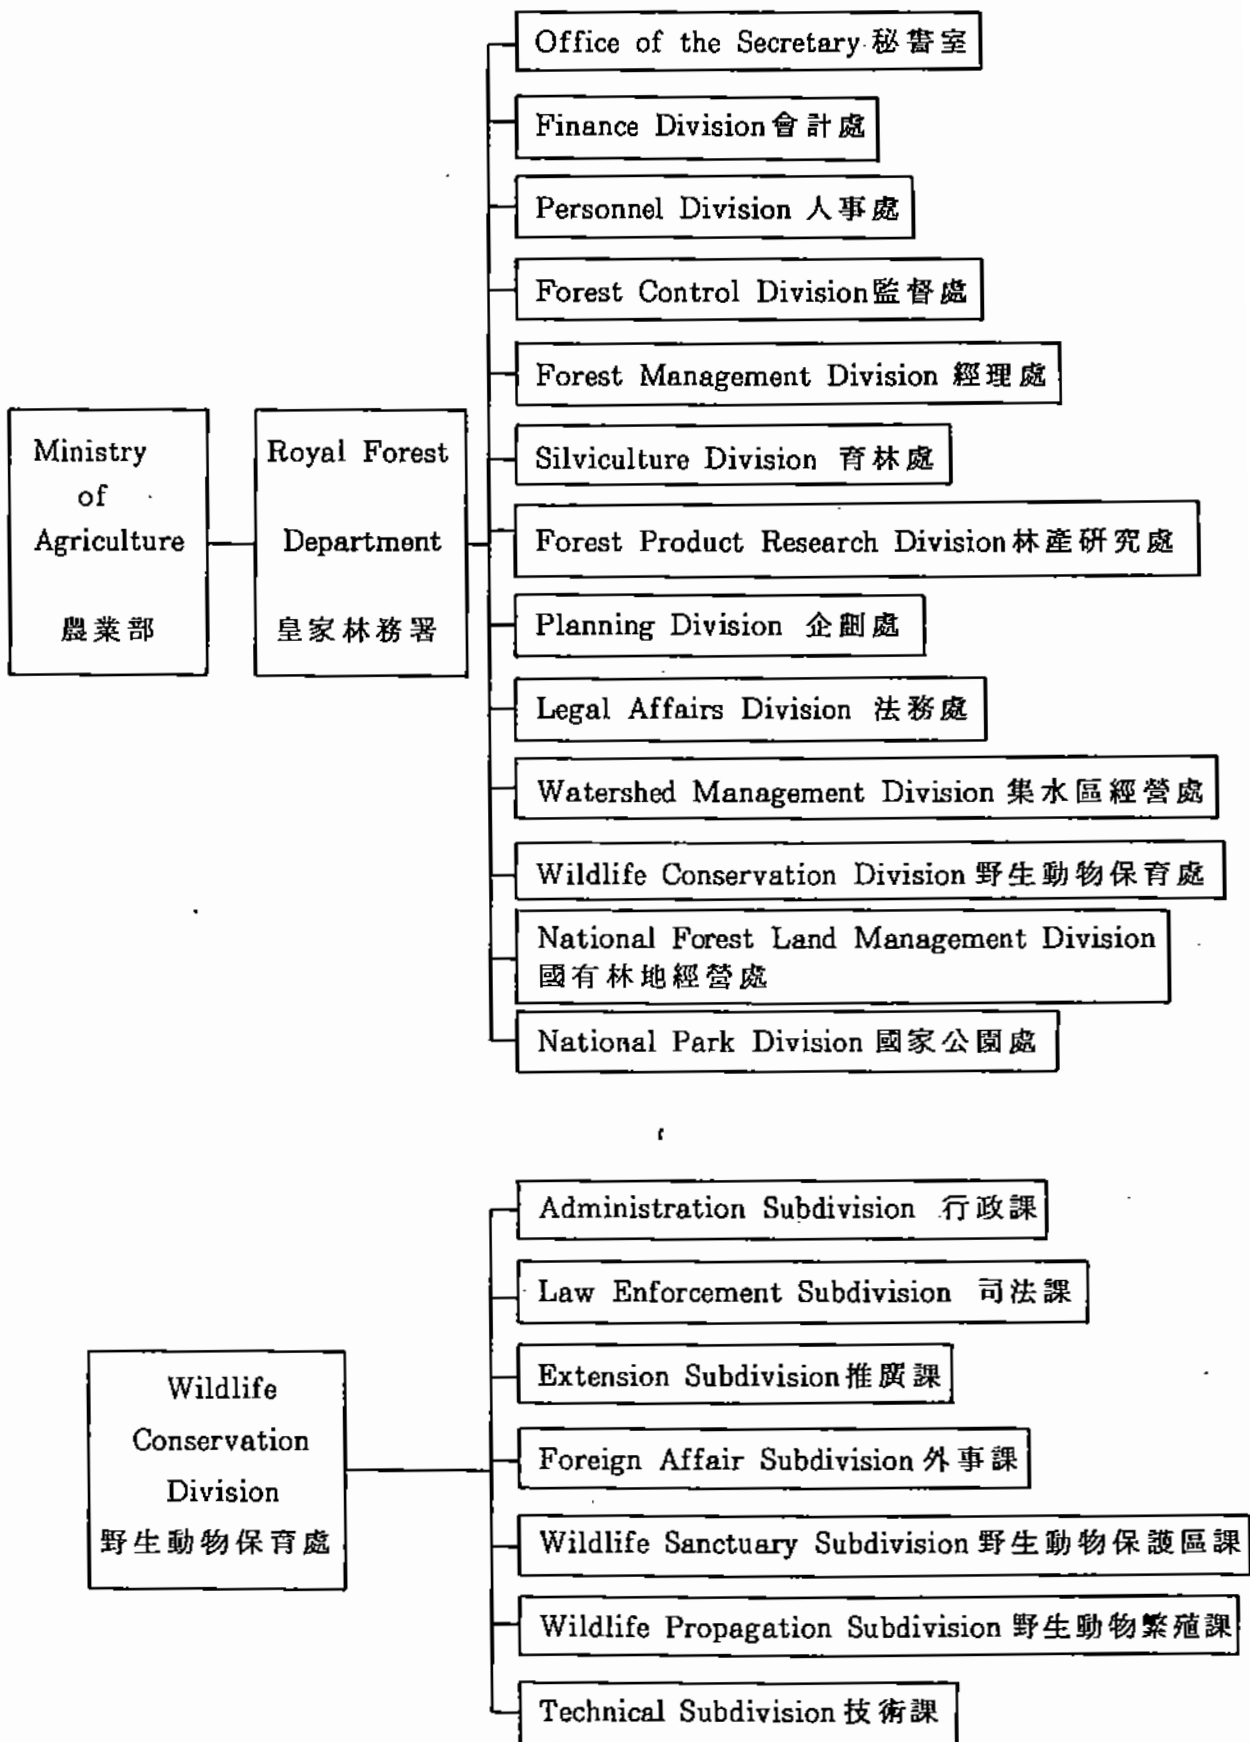 Office of the Secretary 秘書室
Finance Division 會計處
Personnel Division 人事處
Forest Control Division 監督處
Forest Management Division 經理處
Ministry
of
Agriculture
農業部
Royal Forest
Department
皇家林務署
Silviculture Division 育林處
Forest Product Research Division 林產研究處
Planning Division 企劃處
Legal Affairs Division 法務處
Watershed Management Division 集水區經營處
Wildlife Conservation Division 野生動物保育處
National Forest Land Management Division
國有林地經營處
National Park Division 國家公園處
Administration Subdivision 行政課
Law Enforcement Subdivision 司法課
Extension Subdivision 推廣課
Wildlife
Conservation
Division
野生動物保育處
Foreign Affair Subdivision 外事課
Wildlife Sanctuary Subdivision 野生動物保護區課
Wildlife Propagation Subdivision 野生動物繁殖課
Technical Subdivision 技術課